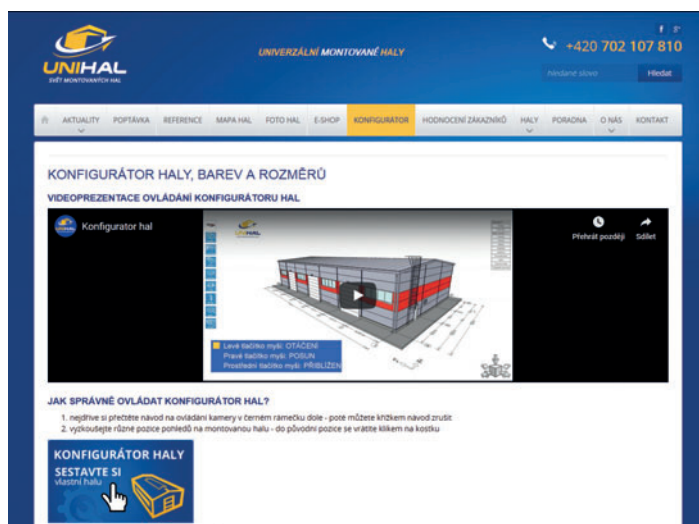 UNIHAL
SVĚT MONTOVANÝCH HAL
UNIVERZÁLNÍ MONTOVANÉ HALY
+420 702 107 810
hledané slovo
Hledat
AKTUALITY POPTÁVKA REFERENCE MAPA HAL FOTO HAL E-SHOP KONFIGURÁTOR HODNOCENÍ ZÁKAZNÍKŮ HALY PORADNA O NÁS KONTAKT
KONFIGURÁTOR HALY, BAREV A ROZMĚRŮ
VIDEOPREZENTACE OVLÁDÁNÍ KONFIGURÁTORU HAL
Konfigurator hal
Přehrát později Sdílet
Levé tlačítko myši: OTÁČENÍ
Pravé tlačítko myši: POSUN
Prostřední tlačítko myši: PŘIBLÍŽEN
JAK SPRÁVNĚ OVLÁDAT KONFIGURÁTOR HAL?
1. nejdříve si přečtěte navod na ovládání kamery v černém rámečku dole - poté můžete křížkem navod zrušit
2. vyzkoušejte různé pozice pohledů na montovanou halu - do původní pozice se vrátíte klikem na kostku
KONFIGURÁTOR HALY
SESTAVTE SI
vlastní halu